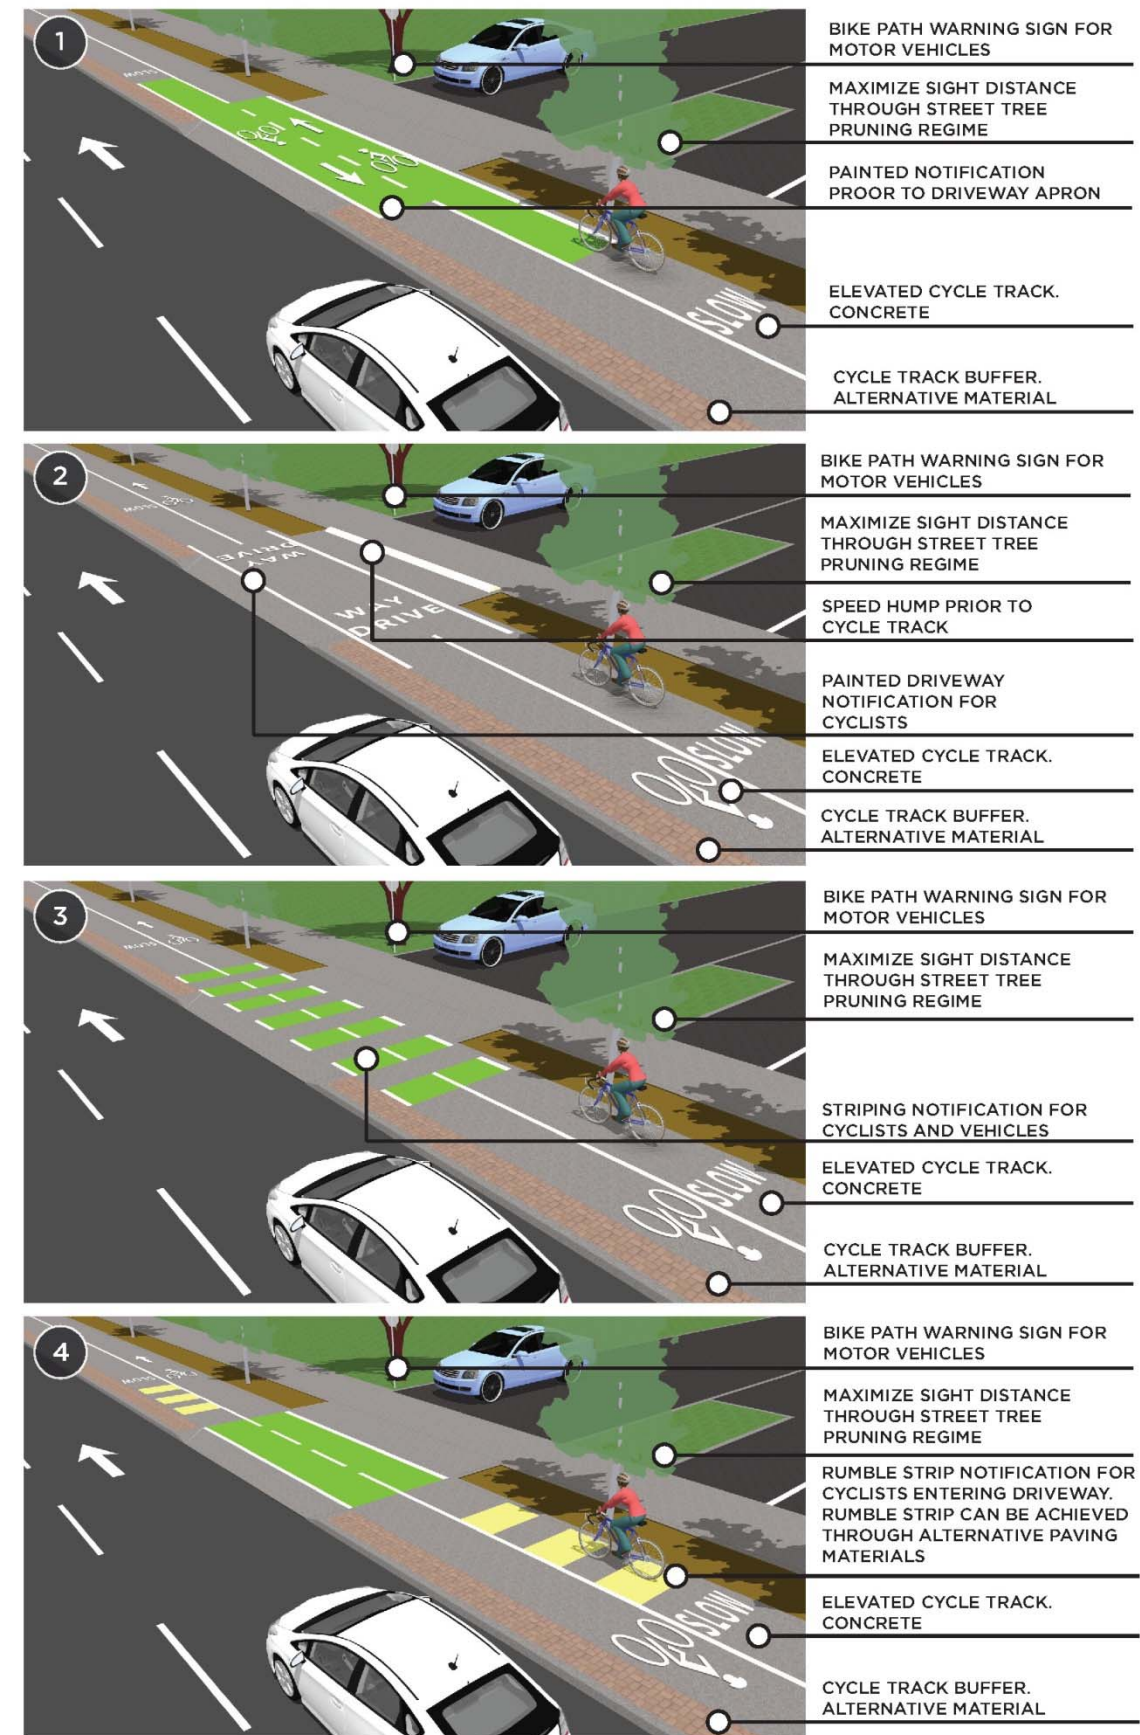 1
BIKE PATH WARNING SIGN FOR
MOTOR VEHICLES
MAXIMIZE SIGHT DISTANCE
THROUGH STREET TREE
PRUNING REGIME
PAINTED NOTIFICATION
PROOR TO DRIVEWAY APRON
ELEVATED CYCLE TRACK.
CONCRETE
CYCLE TRACK BUFFER.
ALTERNATIVE MATERIAL
SLOW
SLOW
2
BIKE PATH WARNING SIGN FOR
MOTOR VEHICLES
MAXIMIZE SIGHT DISTANCE
THROUGH STREET TREE
PRUNING REGIME
SPEED HUMP PRIOR TO
CYCLE TRACK
PAINTED DRIVEWAY
NOTIFICATION FOR
CYCLISTS
ELEVATED CYCLE TRACK.
CONCRETE
CYCLE TRACK BUFFER.
ALTERNATIVE MATERIAL
SLOW
WAY
DRIVE
WAY
DRIVE
SLOW
3
BIKE PATH WARNING SIGN FOR
MOTOR VEHICLES
MAXIMIZE SIGHT DISTANCE
THROUGH STREET TREE
PRUNING REGIME
STRIPING NOTIFICATION FOR
CYCLISTS AND VEHICLES
ELEVATED CYCLE TRACK.
CONCRETE
CYCLE TRACK BUFFER.
ALTERNATIVE MATERIAL
SLOW
SLOW
4
BIKE PATH WARNING SIGN FOR
MOTOR VEHICLES
MAXIMIZE SIGHT DISTANCE
THROUGH STREET TREE
PRUNING REGIME
RUMBLE STRIP NOTIFICATION FOR
CYCLISTS ENTERING DRIVEWAY.
RUMBLE STRIP CAN BE ACHIEVED
THROUGH ALTERNATIVE PAVING
MATERIALS
ELEVATED CYCLE TRACK.
CONCRETE
CYCLE TRACK BUFFER.
ALTERNATIVE MATERIAL
SLOW
SLOW